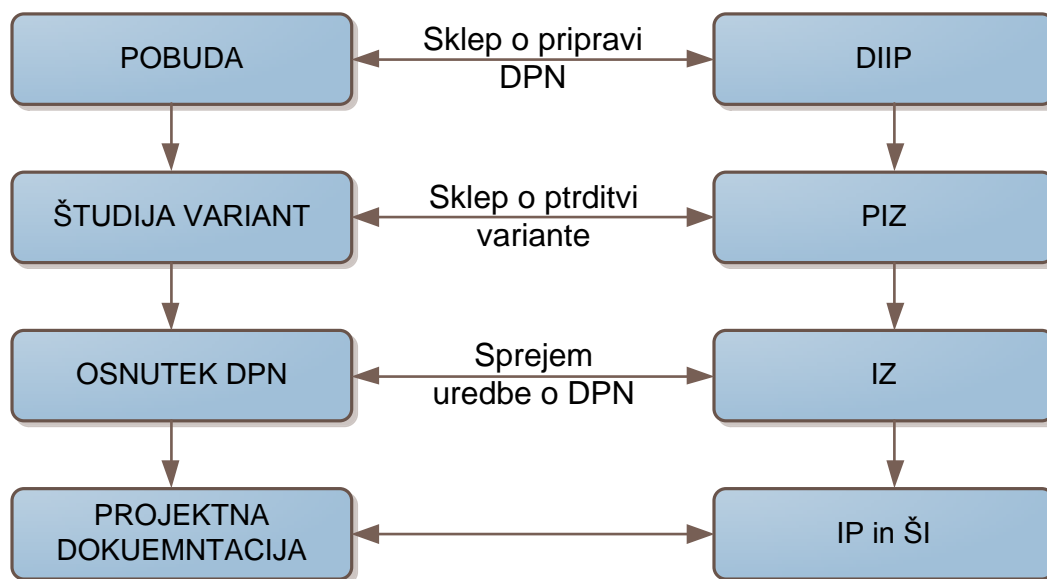 POBUDA
Sklep o pripravi
DPN
DIIP
ŠTUDIJA VARIANT
Sklep o ptrditvi
variante
PIZ
OSNUTEK DPN
Sprejem
uredbe o DPN
IZ
PROJEKTNA
DOKUEMNTACIJA
IP in ŠI